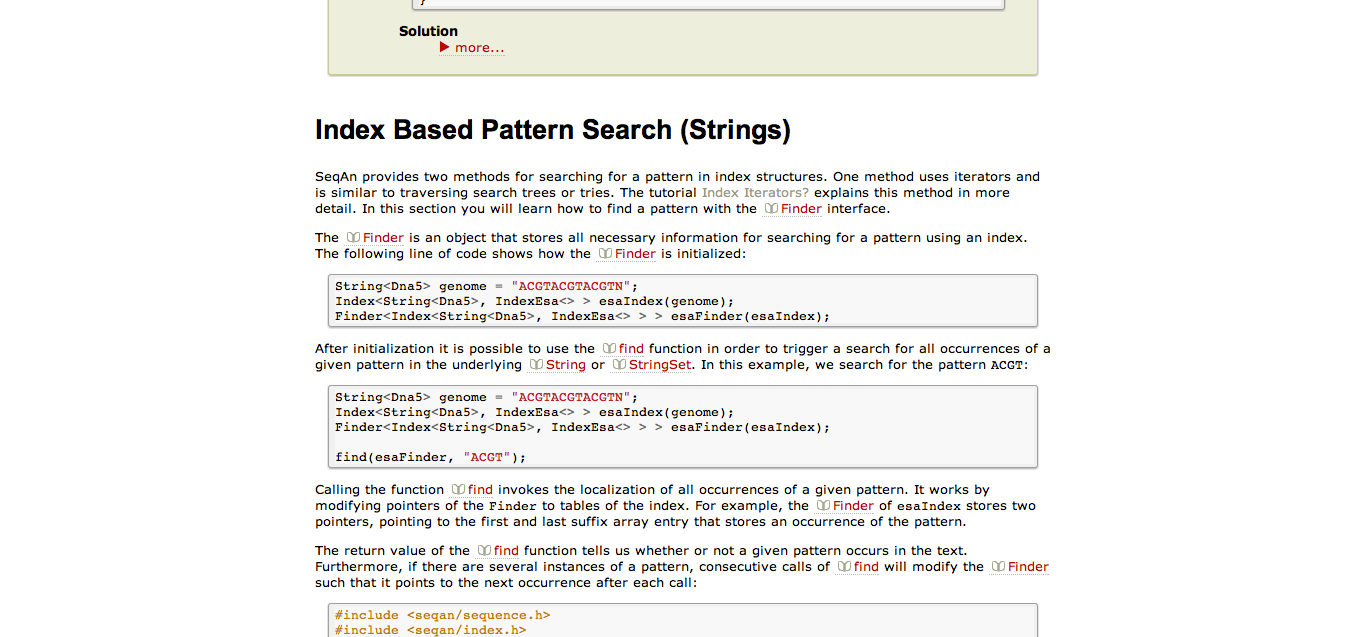 }
Solution
more...
Index Based Pattern Search (Strings)
SeqAn provides two methods for searching for a pattern in index structures. One method uses iterators and
is similar to traversing search trees or tries. The tutorial Index Iterators? explains this method in more
detail. In this section you will learn how to find a pattern with the Finder interface.
The Finder is an object that stores all necessary information for searching for a pattern using an index.
The following line of code shows how the Finder is initialized:
String<Dna5> genome = "ACGTACGTACGTN";
Index<String<Dna5>, IndexEsa<> > esaIndex(genome);
Finder<Index<String<Dna5>, IndexEsa<> > > esaFinder(esaIndex);
After initialization it is possible to use the find function in order to trigger a search for all occurrences of a
given pattern in the underlying String or StringSet. In this example, we search for the pattern ACGT:
String<Dna5> genome = "ACGTACGTACGTN";
Index<String<Dna5>, IndexEsa<> > esaIndex(genome);
Finder<Index<String<Dna5>, IndexEsa<> > > esaFinder(esaIndex);
find(esaFinder, "ACGT");
Calling the function find invokes the localization of all occurrences of a given pattern. It works by
modifying pointers of the Finder to tables of the index. For example, the Finder of esaIndex stores two
pointers, pointing to the first and last suffix array entry that stores an occurrence of the pattern.
The return value of the find function tells us whether or not a given pattern occurs in the text.
Furthermore, if there are several instances of a pattern, consecutive calls of find will modify the Finder
such that it points to the next occurrence after each call:
#include <seqan/sequence.h>
#include <seqan/index.h>